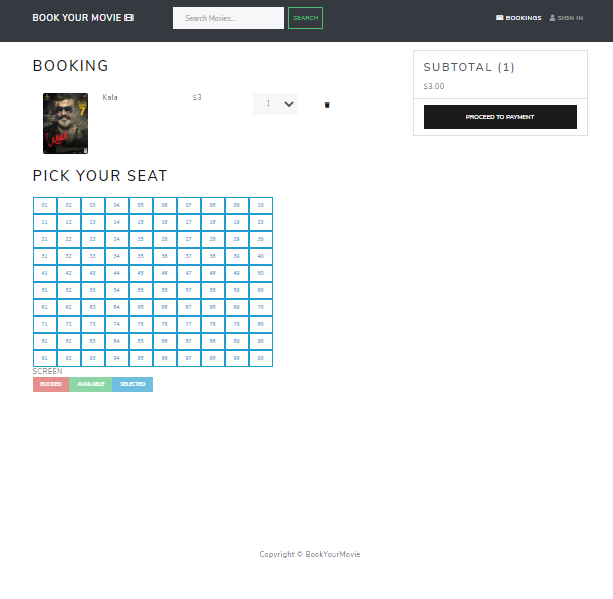 BOOK YOUR MOVIE
Search Movies...
SEARCH
BOOKINGS
SIGN IN
BOOKING
Kala
$3
1
SUBTOTAL (1)
$3.00
PROCEED TO PAYMENT
PICK YOUR SEAT
01 02 03 04 05 06 07 08 09 10
11 12 13 14 15 16 17 18 19 20
21 22 23 24 25 26 27 28 29 30
31 32 33 34 35 36 37 38 39 40
41 42 43 44 45 46 47 48 49 50
51 52 53 54 55 56 57 58 59 60
61 62 63 64 65 66 67 68 69 70
71 72 73 74 75 76 77 78 79 80
81 82 83 84 85 86 87 88 89 90
91 92 93 94 95 96 97 98 99 00
SCREEN
BOOKED AVAILABLE SELECTED
Copyright © BookYourMovie